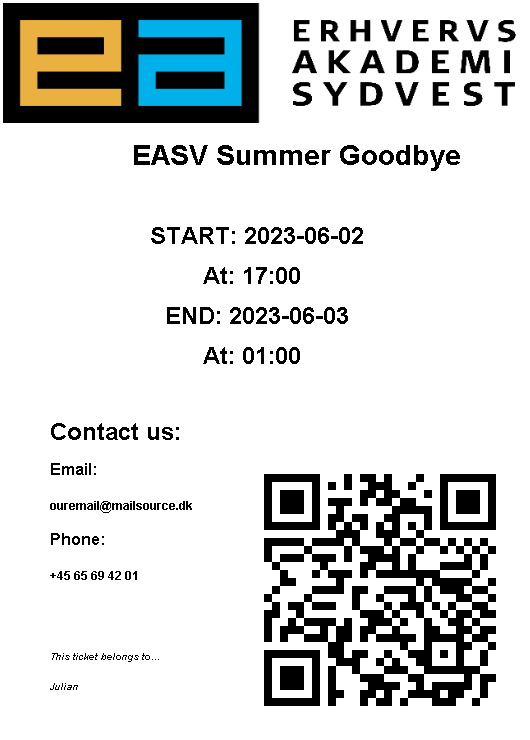 ea
ERHVERVS
AKADEMI
SYDVEST
EASV Summer Goodbye
START: 2023-06-02
At: 17:00
END: 2023-06-03
At: 01:00
Contact us:
Email:
ouremail@mailsource.dk
Phone:
+45 65 69 42 01
This ticket belongs to...
Julian